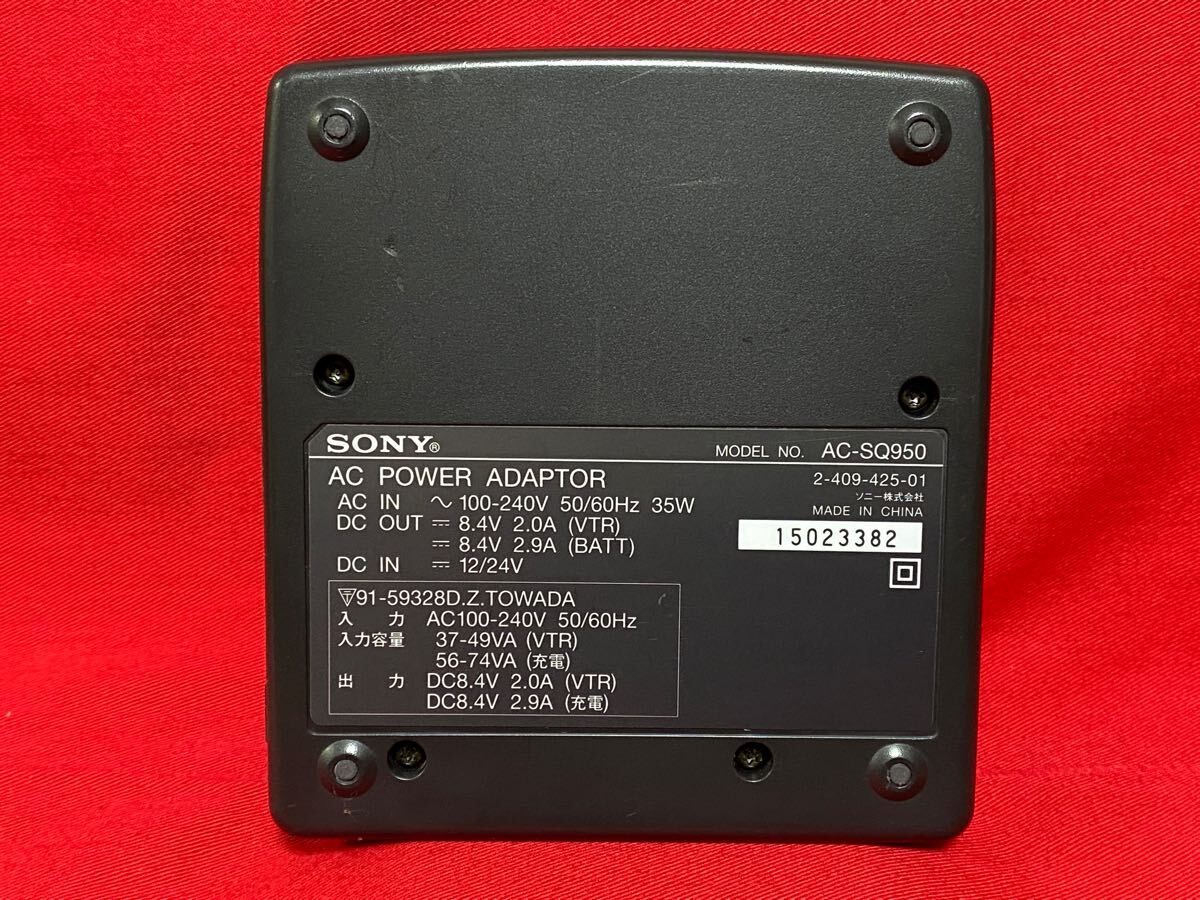 SONY® MODEL NO. AC-SQ950
AC POWER ADAPTOR 2-409-425-01
AC IN ~ 100-240V 50/60Hz 35W ソニー株式会社
DC OUT ⎓ 8.4V 2.0A (VTR) MADE IN CHINA
⎓ 8.4V 2.9A (BATT) 15023382
DC IN ⎓ 12/24V
91-59328D.Z.TOWADA
入 力 AC100-240V 50/60Hz
入力容量 37-49VA (VTR)
56-74VA (充電)
出 力 DC8.4V 2.0A (VTR)
DC8.4V 2.9A (充電)